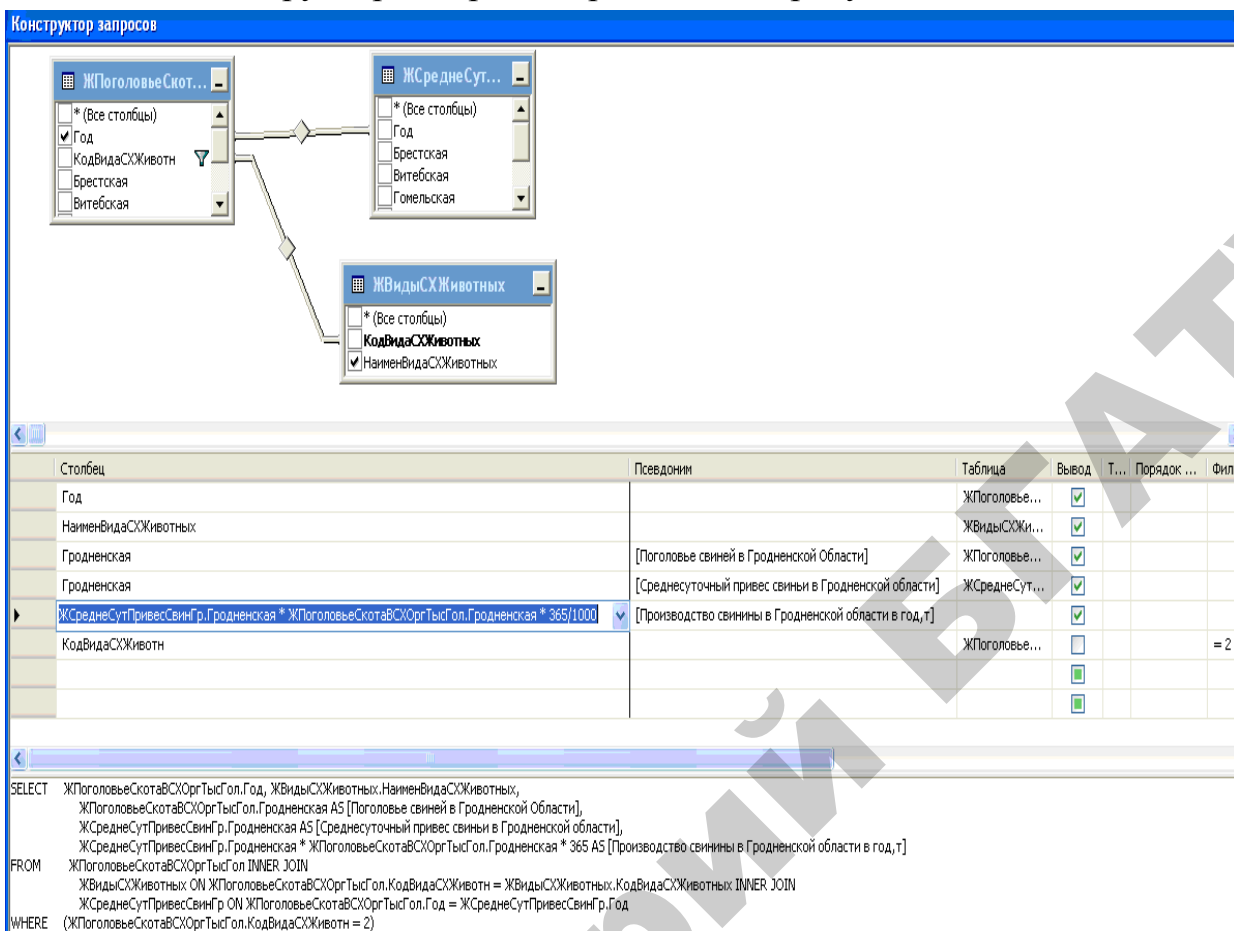 Конструктор запросов
ЖПоголовьеСкот...
* (Все столбцы)
Год
КодВидаСХЖивотн
Брестская
Витебская
ЖСреднеСут...
* (Все столбцы)
Год
Брестская
Витебская
Гомельская
ЖВидыСХЖивотных
* (Все столбцы)
КодВидаСХЖивотных
НаименВидаСХЖивотных
Столбец Псевдоним Таблица Вывод Т... Порядок ... Фил
Год ЖПоголовье...
НаименВидаСХЖивотных ЖВидыСХЖи...
Гродненская [Поголовье свиней в Гродненской Области] ЖПоголовье...
Гродненская [Среднесуточный привес свиньи в Гродненской области] ЖСреднеСут...
ЖСреднеСутПривесСвинГр.Гродненская * ЖПоголовьеСкотаВСХОргТысГол.Гродненская * 365/1000 [Производство свинины в Гродненской области в год,т]
КодВидаСХЖивотн ЖПоголовье... = 2
SELECT ЖПоголовьеСкотаВСХОргТысГол.Год, ЖВидыСХЖивотных.НаименВидаСХЖивотных,
ЖПоголовьеСкотаВСХОргТысГол.Гродненская AS [Поголовье свиней в Гродненской Области],
ЖСреднеСутПривесСвинГр.Гродненская AS [Среднесуточный привес свиньи в Гродненской области],
ЖСреднеСутПривесСвинГр.Гродненская * ЖПоголовьеСкотаВСХОргТысГол.Гродненская * 365 AS [Производство свинины в Гродненской области в год,т]
FROM ЖПоголовьеСкотаВСХОргТысГол INNER JOIN
ЖВидыСХЖивотных ON ЖПоголовьеСкотаВСХОргТысГол.КодВидаСХЖивотн = ЖВидыСХЖивотных.КодВидаСХЖивотных INNER JOIN
ЖСреднеСутПривесСвинГр ON ЖПоголовьеСкотаВСХОргТысГол.Год = ЖСреднеСутПривесСвинГр.Год
WHERE (ЖПоголовьеСкотаВСХОргТысГол.КодВидаСХЖивотн = 2)